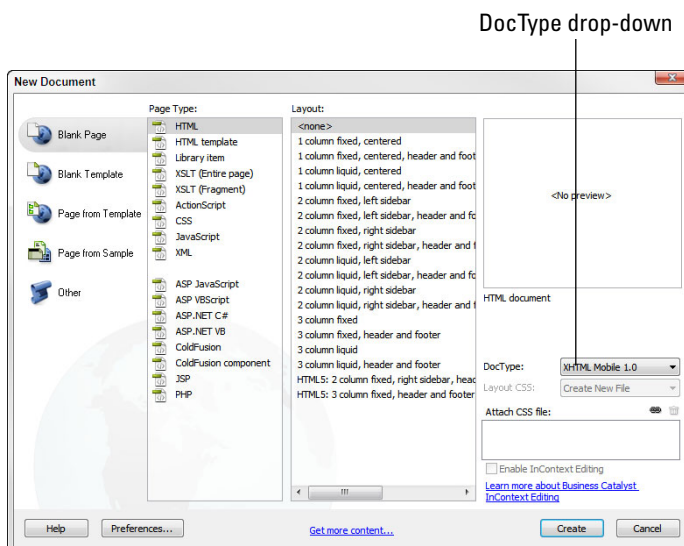 DocType drop-down
New Document
Blank Page
Blank Template
Page from Template
Page from Sample
Other
Page Type:
HTML
HTML template
Library item
XSLT (Entire page)
XSLT (Fragment)
ActionScript
CSS
JavaScript
XML
ASP JavaScript
ASP VBScript
ASP.NET C#
ASP.NET VB
ColdFusion
ColdFusion component
JSP
PHP
Layout:
<none>
1 column fixed, centered
1 column fixed, centered, header and foot
1 column liquid, centered
1 column liquid, centered, header and foot
2 column fixed, left sidebar
2 column fixed, left sidebar, header and fo
2 column fixed, right sidebar
2 column fixed, right sidebar, header and f
2 column liquid, left sidebar
2 column liquid, left sidebar, header and fo
2 column liquid, right sidebar
2 column liquid, right sidebar, header and f
3 column fixed
3 column fixed, header and footer
3 column liquid
3 column liquid, header and footer
HTML5: 2 column fixed, right sidebar, head
HTML5: 3 column fixed, header and footer
<No preview>
HTML document
DocType: XHTML Mobile 1.0
Layout CSS: Create New File
Attach CSS file:
Enable InContext Editing
Learn more about Business Catalyst
InContext Editing
Help
Preferences...
Get more content...
Create
Cancel